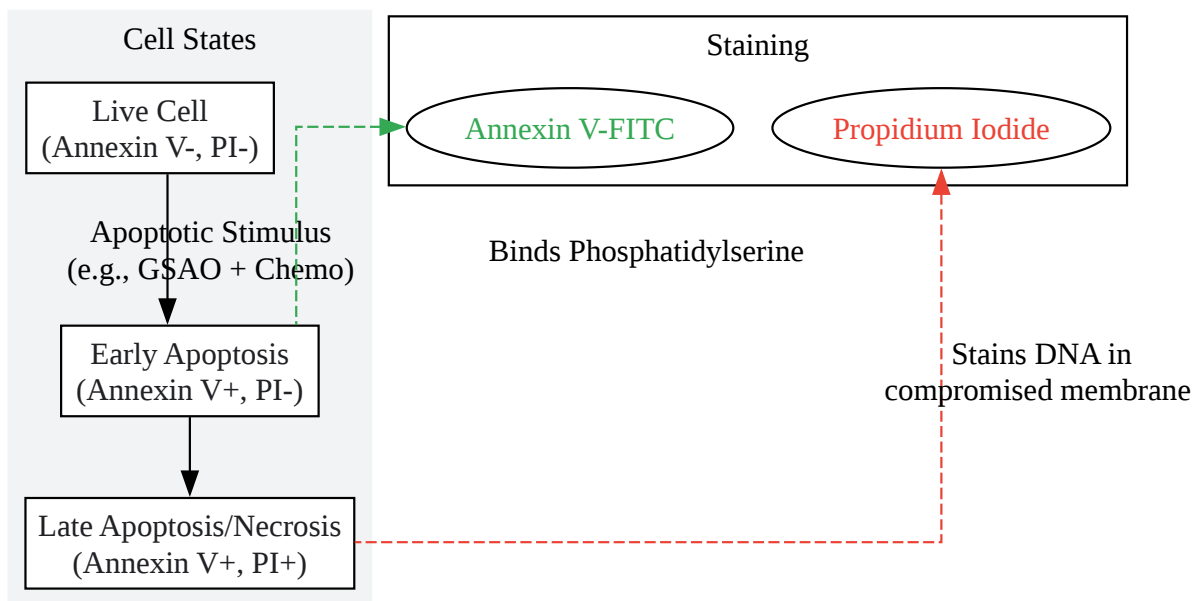 Cell States
Live Cell
(Annexin V-, PI-)
Apoptotic Stimulus
(e.g., GSAO + Chemo)
Early Apoptosis
(Annexin V+, PI-)
Late Apoptosis/Necrosis
(Annexin V+, PI+)
Staining
Annexin V-FITC
Propidium Iodide
Binds Phosphatidylserine
Stains DNA in
compromised membrane